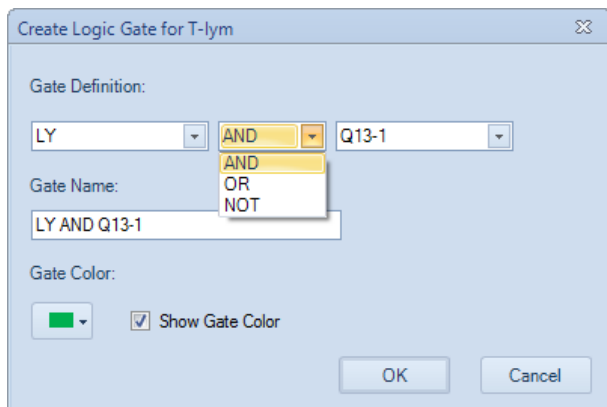 Create Logic Gate for T-lym
Gate Definition:
LY AND Q13-1
AND
OR
NOT
Gate Name:
LY AND Q13-1
Gate Color:
Show Gate Color
OK Cancel